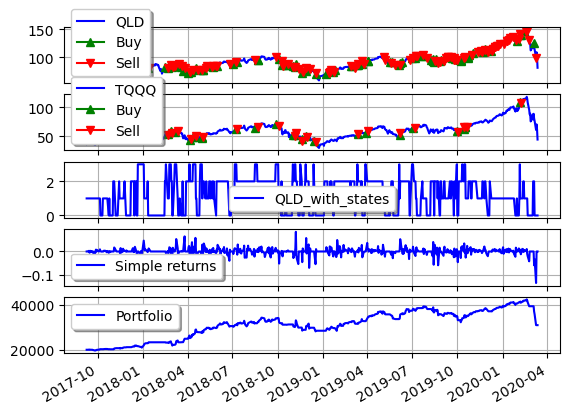 150
100
QLD
Buy
Sell
100
50
TQQQ
Buy
Sell
2
0
QLD_with_states
0.0
−0.1
Simple returns
40000
20000
Portfolio
2017-10
2018-01
2018-04
2018-07
2018-10
2019-01
2019-04
2019-07
2019-10
2020-01
2020-04